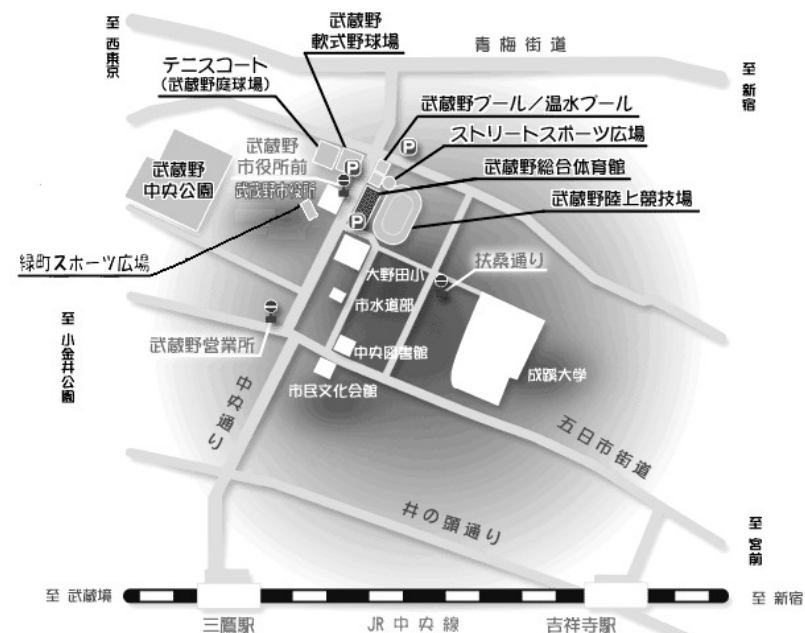 至 西東京
武蔵野
軟式野球場
青梅街道
至 新宿
テニスコート
(武蔵野庭球場)
武蔵野プール／温水プール
P
ストリートスポーツ広場
武蔵野
市役所前
P
武蔵野総合体育館
武蔵野
中央公園
武蔵野市役所
武蔵野陸上競技場
P
緑町スポーツ広場
大野田小
扶桑通り
市水道部
至 小金井公園
武蔵野営業所
中央図書館
成蹊大学
市民文化会館
中央通り
五日市街道
井の頭通り
至 宮前
至 武蔵境
至 新宿
三鷹駅
JR中央線
吉祥寺駅